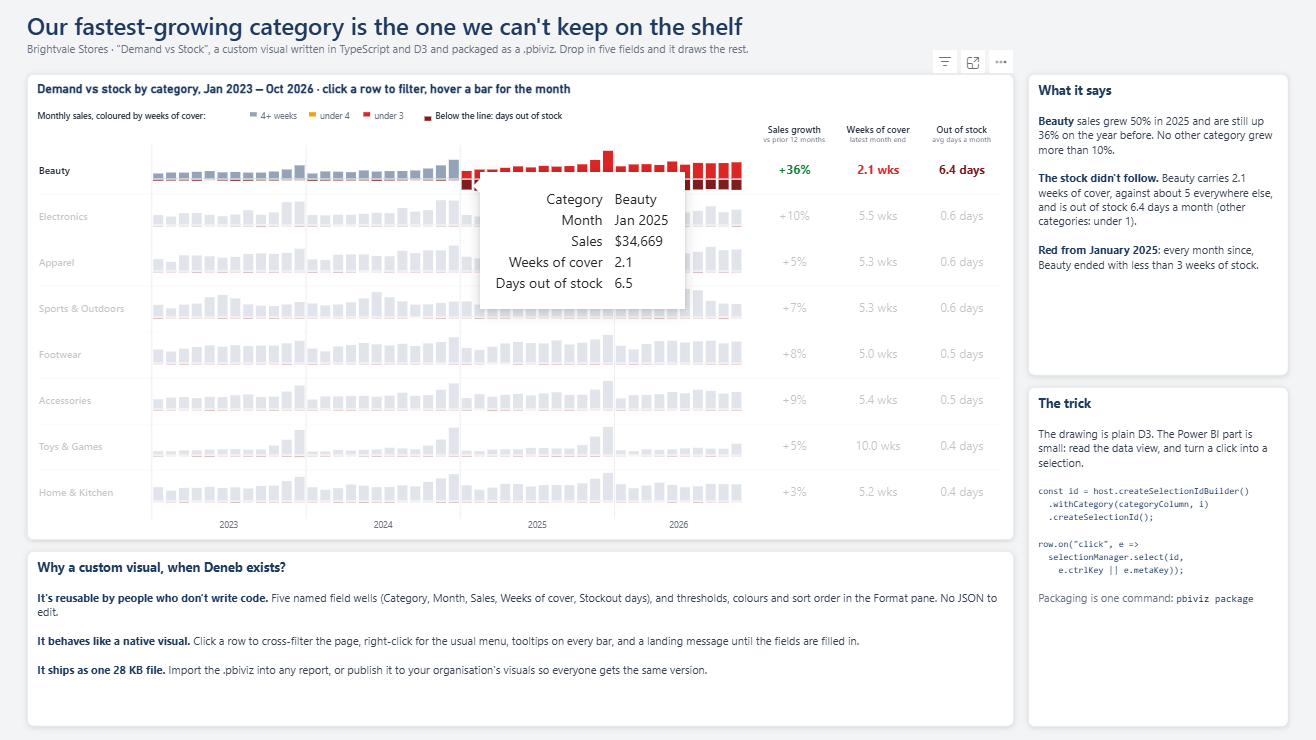 Our fastest-growing category is the one we can't keep on the shelf
Brightvale Stores · "Demand vs Stock", a custom visual written in TypeScript and D3 and packaged as a .pbiviz. Drop in five fields and it draws the rest.
Demand vs stock by category, Jan 2023 – Oct 2026 · click a row to filter, hover a bar for the month
Monthly sales, coloured by weeks of cover: 4+ weeks under 4 under 3 Below the line: days out of stock
Sales growth Weeks of cover Out of stock
vs prior 12 months latest month end avg days a month
Beauty +36% 2.1 wks 6.4 days
Electronics +10% 5.5 wks 0.6 days
Apparel +5% 5.3 wks 0.6 days
Sports & Outdoors +7% 5.3 wks 0.6 days
Footwear +8% 5.0 wks 0.5 days
Accessories +9% 5.4 wks 0.5 days
Toys & Games +5% 10.0 wks 0.4 days
Home & Kitchen +3% 5.2 wks 0.4 days
2023 2024 2025 2026
Category Beauty
Month Jan 2025
Sales $34,669
Weeks of cover 2.1
Days out of stock 6.5
What it says
Beauty sales grew 50% in 2025 and are still up
36% on the year before. No other category grew
more than 10%.
The stock didn't follow. Beauty carries 2.1
weeks of cover, against about 5 everywhere else,
and is out of stock 6.4 days a month (other
categories: under 1).
Red from January 2025: every month since,
Beauty ended with less than 3 weeks of stock.
The trick
The drawing is plain D3. The Power BI part is
small: read the data view, and turn a click into a
selection.
const id = host.createSelectionIdBuilder()
.withCategory(categoryColumn, i)
.createSelectionId();
row.on("click", e =>
selectionManager.select(id,
e.ctrlKey || e.metaKey));
Packaging is one command: pbiviz package
Why a custom visual, when Deneb exists?
It's reusable by people who don't write code. Five named field wells (Category, Month, Sales, Weeks of cover, Stockout days), and thresholds, colours and sort order in the Format pane. No JSON to
edit.
It behaves like a native visual. Click a row to cross-filter the page, right-click for the usual menu, tooltips on every bar, and a landing message until the fields are filled in.
It ships as one 28 KB file. Import the .pbiviz into any report, or publish it to your organisation's visuals so everyone gets the same version.